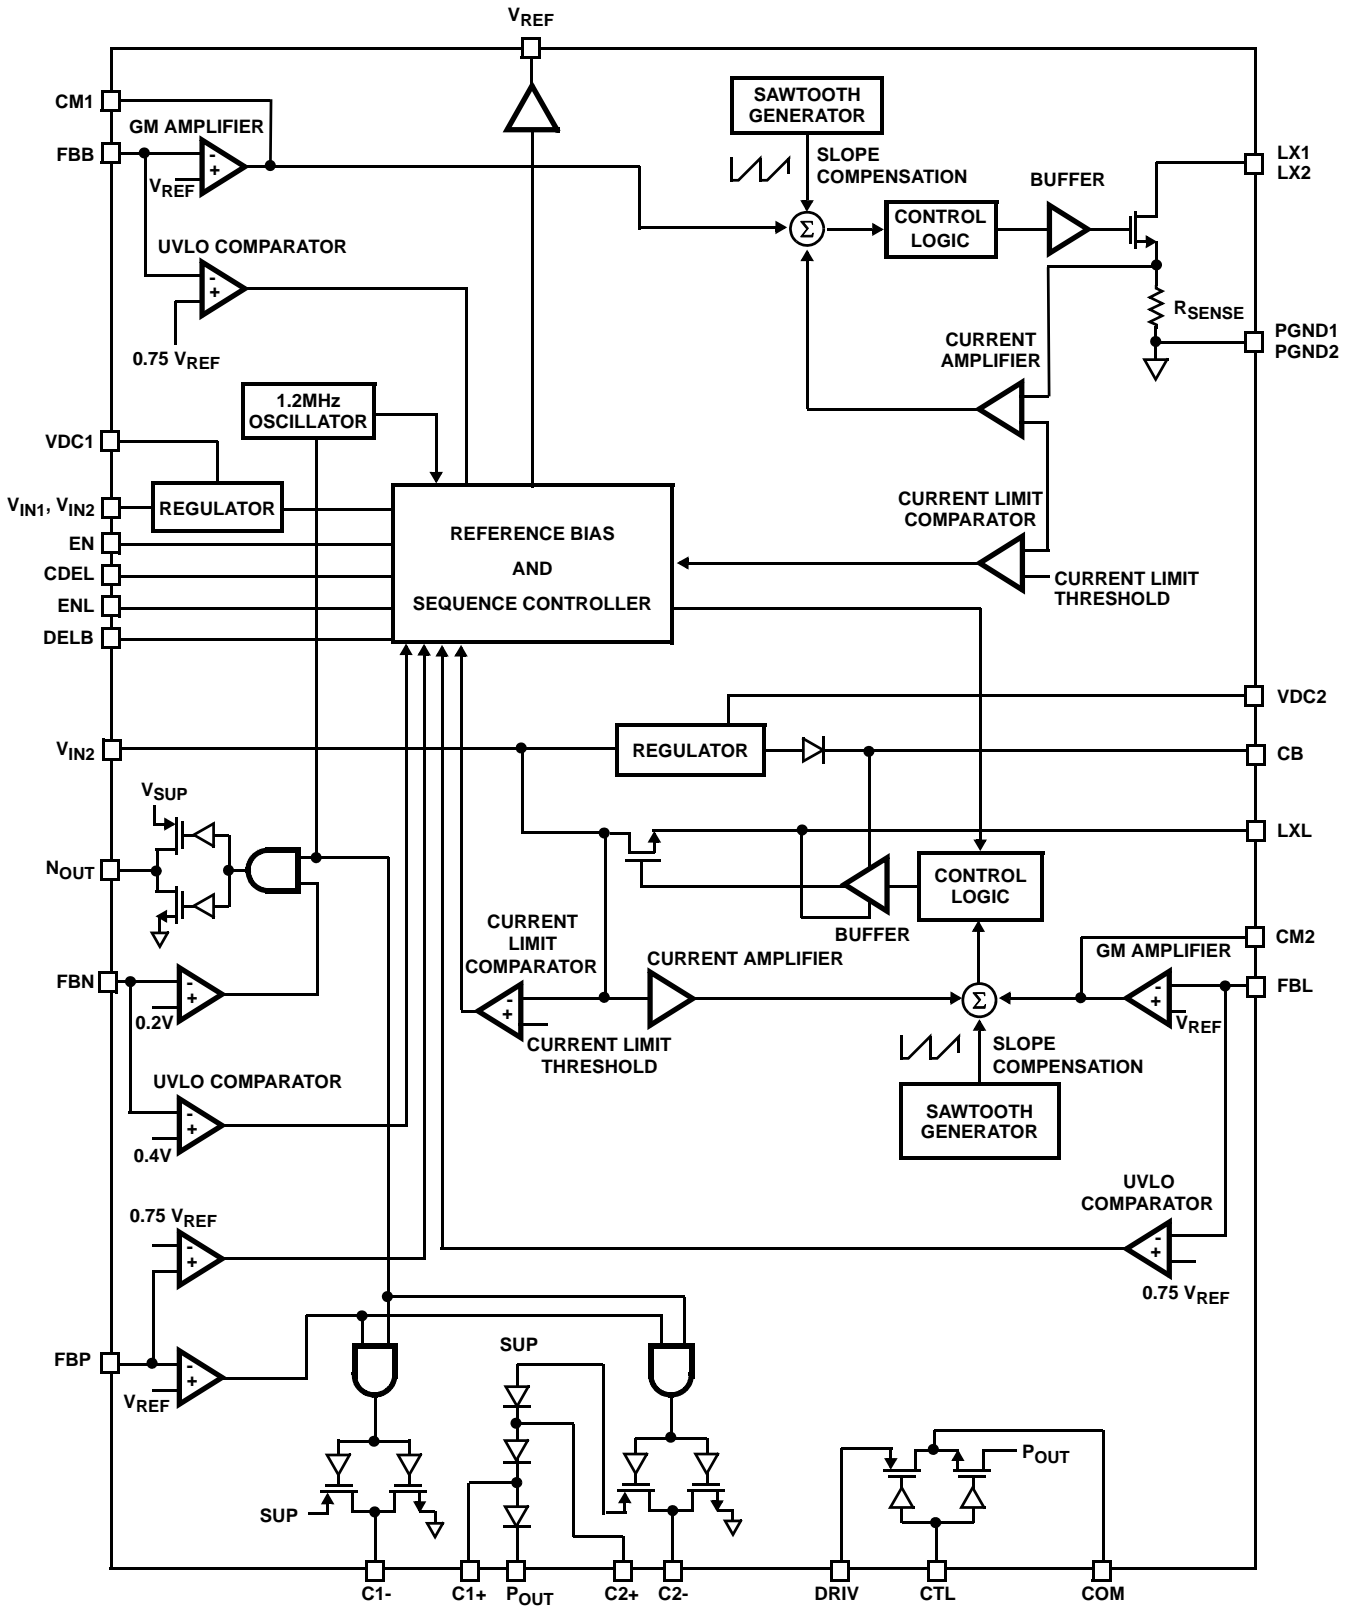 VREF
CM1
GM AMPLIFIER
FBB
-
+
VREF
UVLO COMPARATOR
-
+
0.75 VREF
SAWTOOTH
GENERATOR
SLOPE
COMPENSATION
Σ
CONTROL
LOGIC
BUFFER
LX1
LX2
RSENSE
PGND1
PGND2
CURRENT
AMPLIFIER
1.2MHz
OSCILLATOR
VDC1
VIN1, VIN2
REGULATOR
EN
CDEL
ENL
DELB
REFERENCE BIAS
AND
SEQUENCE CONTROLLER
CURRENT LIMIT
COMPARATOR
CURRENT LIMIT
THRESHOLD
VDC2
VIN2
REGULATOR
CB
VSUP
NOUT
LXL
CONTROL
LOGIC
BUFFER
CURRENT
LIMIT
COMPARATOR
-
+
CURRENT LIMIT
THRESHOLD
CURRENT AMPLIFIER
Σ
CM2
GM AMPLIFIER
FBL
-
+
VREF
SLOPE
COMPENSATION
SAWTOOTH
GENERATOR
FBN
-
+
0.2V
UVLO COMPARATOR
-
+
0.4V
UVLO
COMPARATOR
-
+
0.75 VREF
0.75 VREF
-
+
FBP
-
+
VREF
SUP
SUP
POUT
C1-
C1+
POUT
C2+
C2-
DRIV
CTL
COM